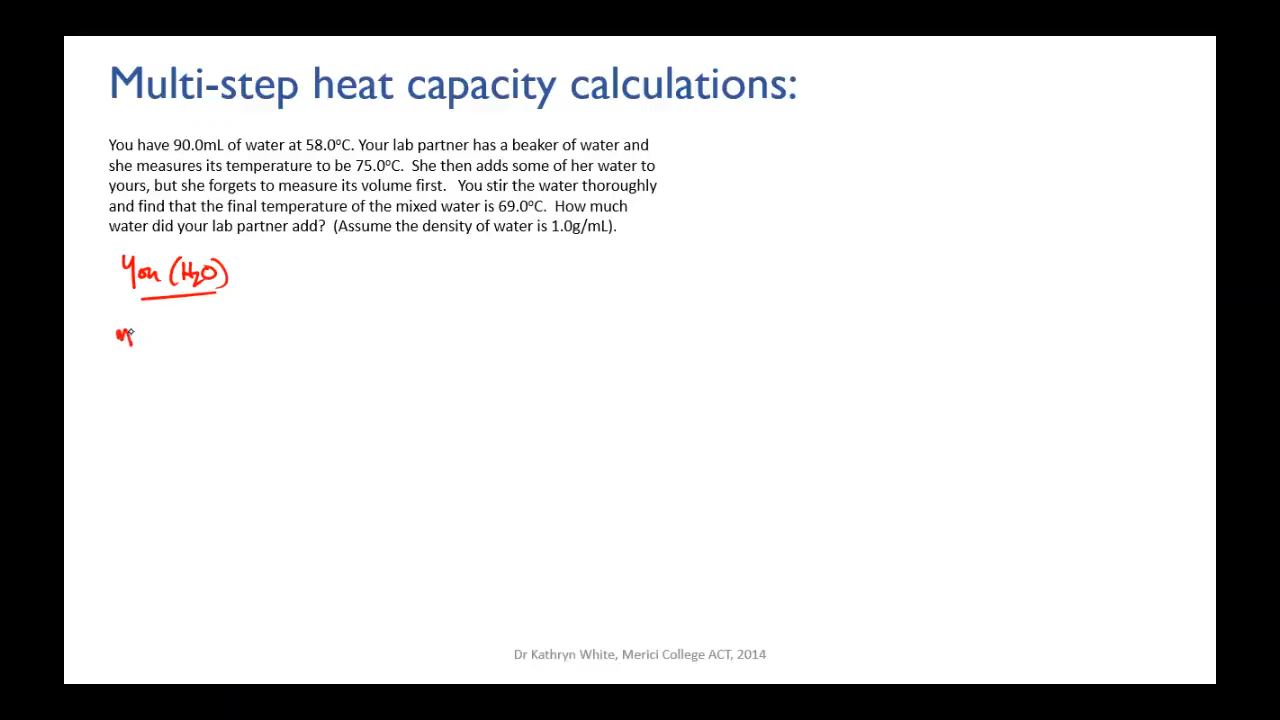 Multi-step heat capacity calculations:
You have 90.0mL of water at 58.0°C. Your lab partner has a beaker of water and
she measures its temperature to be 75.0°C.  She then adds some of her water to
yours, but she forgets to measure its volume first.   You stir the water thoroughly
and find that the final temperature of the mixed water is 69.0°C.  How much
water did your lab partner add?  (Assume the density of water is 1.0g/mL).
You (H₂O)
m
Dr Kathryn White, Merici College ACT, 2014